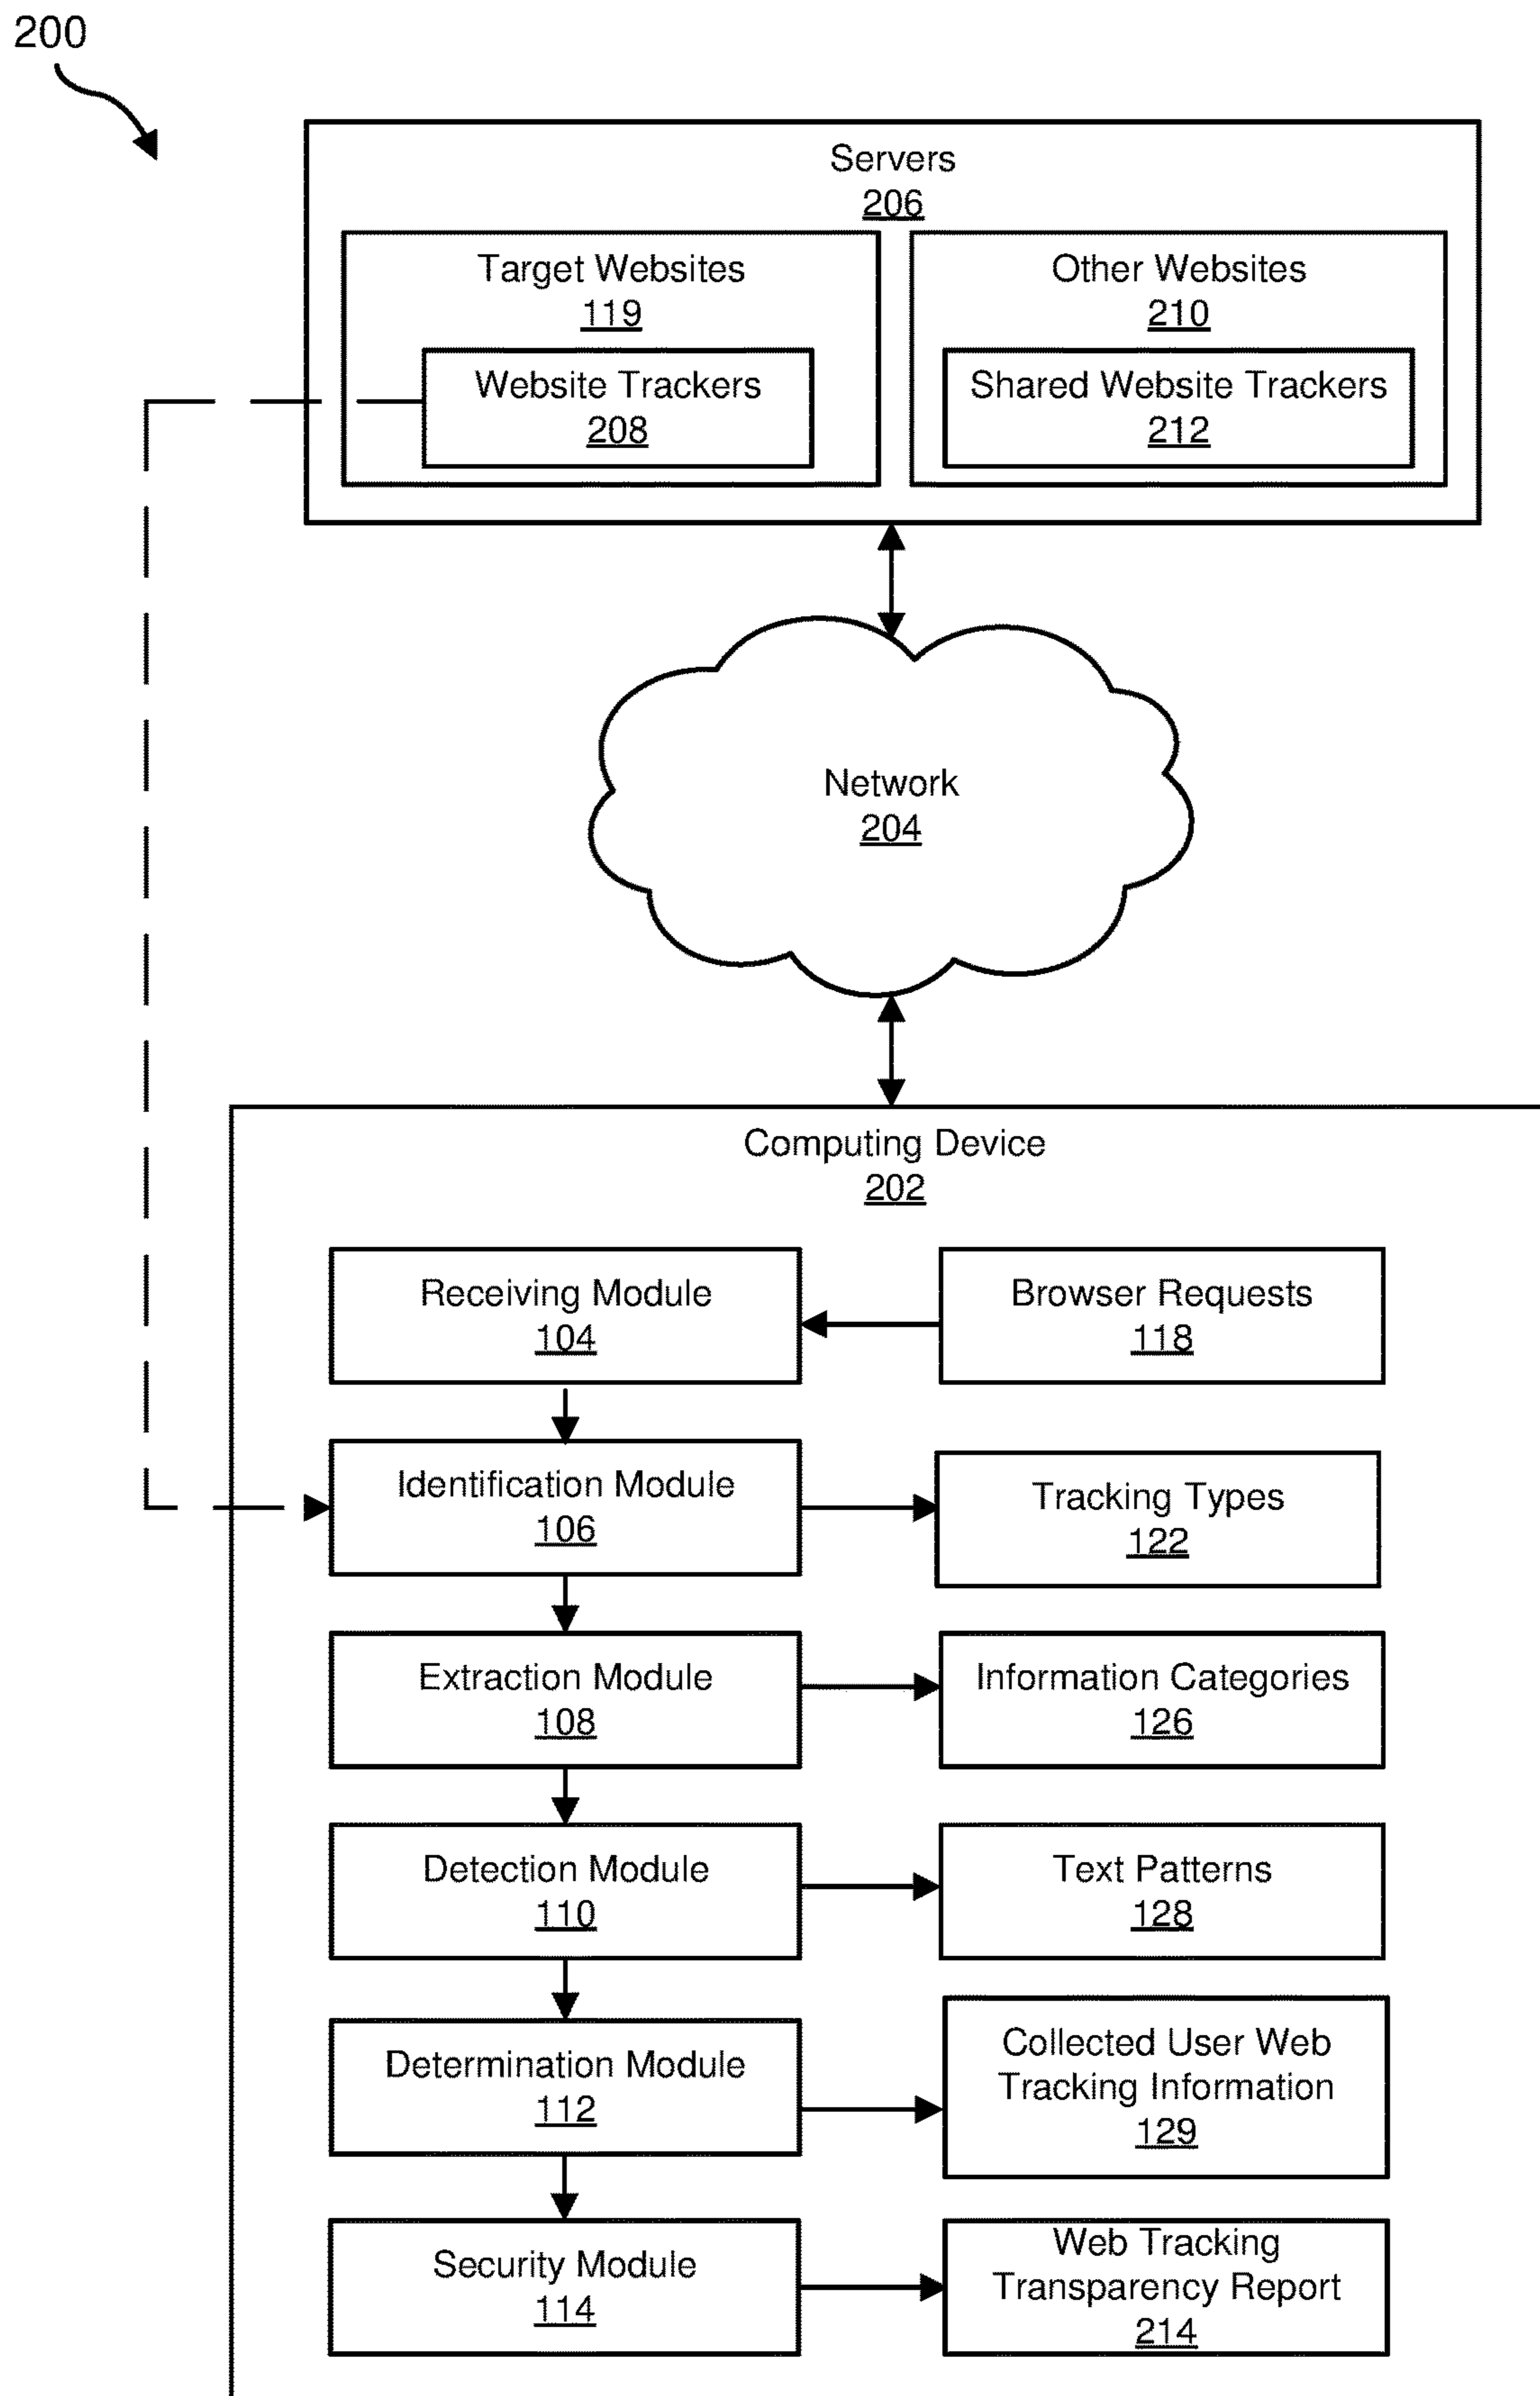 200
Servers
206
Target Websites
119
Website Trackers
208
Other Websites
210
Shared Website Trackers
212
Network
204
Computing Device
202
Receiving Module
104
Browser Requests
118
Identification Module
106
Tracking Types
122
Extraction Module
108
Information Categories
126
Detection Module
110
Text Patterns
128
Determination Module
112
Collected User Web
Tracking Information
129
Security Module
114
Web Tracking
Transparency Report
214